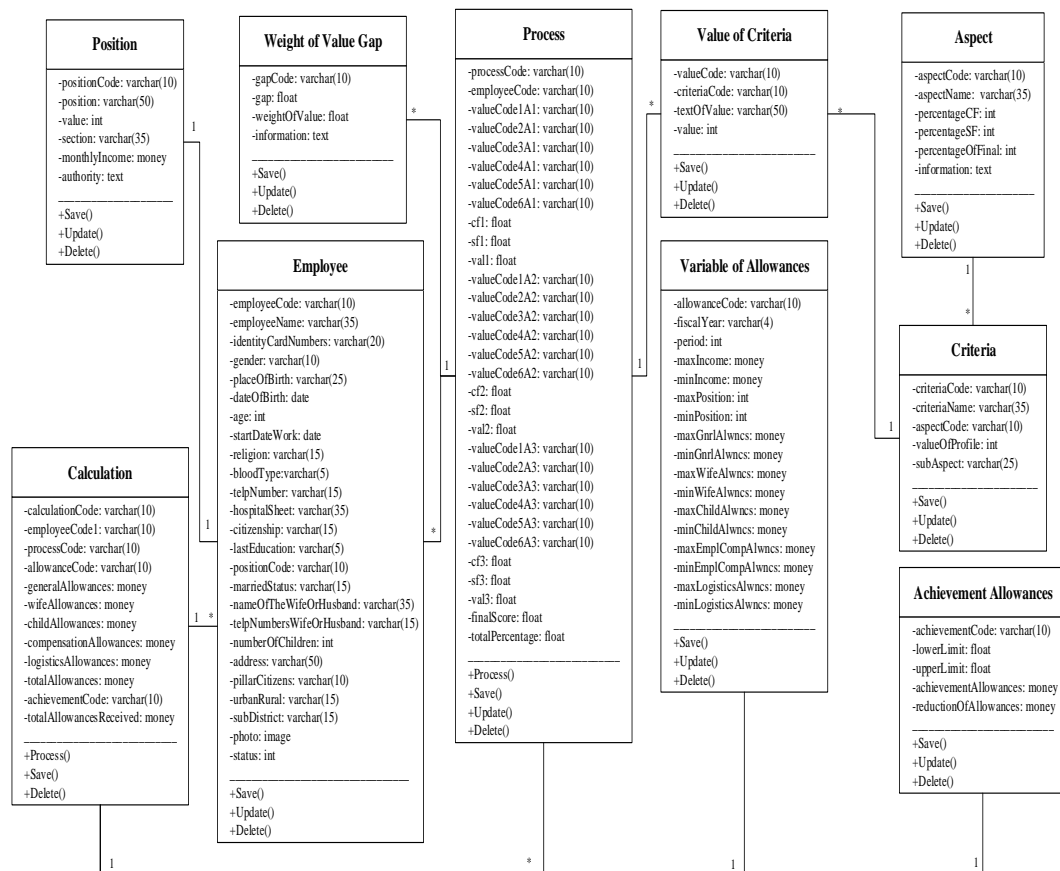 Position
-positionCode: varchar(10)
-position: varchar(50)
-value: int
-section: varchar(35)
-monthlyIncome: money
-authority: text
+Save()
+Update()
+Delete()
1
1
Weight of Value Gap
-gapCode: varchar(10)
-gap: float
-weightOfValue: float
-information: text
+Save()
+Update()
+Delete()
*
1
Employee
-employeeCode: varchar(10)
-employeeName: varchar(35)
-identityCardNumbers: varchar(20)
-gender: varchar(10)
-placeOfBirth: varchar(25)
-dateOfBirth: date
-age: int
-startDateWork: date
-religion: varchar(15)
-bloodType:varchar(5)
-telpNumber: varchar(15)
-hospitalSheet: varchar(35)
-citizenship: varchar(15)
-lastEducation: varchar(5)
-positionCode: varchar(10)
-marriedStatus: varchar(15)
-nameOfTheWifeOrHusband: varchar(35)
-telpNumbersWifeOrHusband: varchar(15)
-numberOfChildren: int
-address: varchar(50)
-pillarCitizens: varchar(10)
-urbanRural: varchar(15)
-subDistrict: varchar(15)
-photo: image
-status: int
+Save()
+Update()
+Delete()
*
Calculation
-calculationCode: varchar(10)
-employeeCode1: varchar(10)
-processCode: varchar(10)
-allowanceCode: varchar(10)
-generalAllowances: money
-wifeAllowances: money
-childAllowances: money
-compensationAllowances: money
-logisticsAllowances: money
-totalAllowances: money
-achievementCode: varchar(10)
-totalAllowancesReceived: money
+Process()
+Save()
+Delete()
1 *
1
Process
-processCode: varchar(10)
-employeeCode: varchar(10)
-valueCode1A1: varchar(10)
-valueCode2A1: varchar(10)
-valueCode3A1: varchar(10)
-valueCode4A1: varchar(10)
-valueCode5A1: varchar(10)
-valueCode6A1: varchar(10)
-cf1: float
-sf1: float
-val1: float
-valueCode1A2: varchar(10)
-valueCode2A2: varchar(10)
-valueCode3A2: varchar(10)
-valueCode4A2: varchar(10)
-valueCode5A2: varchar(10)
-valueCode6A2: varchar(10)
-cf2: float
-sf2: float
-val2: float
-valueCode1A3: varchar(10)
-valueCode2A3: varchar(10)
-valueCode3A3: varchar(10)
-valueCode4A3: varchar(10)
-valueCode5A3: varchar(10)
-valueCode6A3: varchar(10)
-cf3: float
-sf3: float
-val3: float
-finalScore: float
-totalPercentage: float
+Process()
+Save()
+Update()
+Delete()
*
*
1
Value of Criteria
-valueCode: varchar(10)
-criteriaCode: varchar(10)
-textOfValue: varchar(50)
-value: int
+Save()
+Update()
+Delete()
*
1
Variable of Allowances
-allowanceCode: varchar(10)
-fiscalYear: varchar(4)
-period: int
-maxIncome: money
-minIncome: money
-maxPosition: int
-minPosition: int
-maxGnrlAlwncs: money
-minGnrlAlwncs: money
-maxWifeAlwncs: money
-minWifeAlwncs: money
-maxChildAlwncs: money
-minChildAlwncs: money
-maxEmplCompAlwncs: money
-minEmplCompAlwncs: money
-maxLogisticsAlwncs: money
-minLogisticsAlwncs: money
+Save()
+Update()
+Delete()
1
Aspect
-aspectCode: varchar(10)
-aspectName: varchar(35)
-percentageCF: int
-percentageSF: int
-percentageOfFinal: int
-information: text
+Save()
+Update()
+Delete()
1
*
Criteria
-criteriaCode: varchar(10)
-criteriaName: varchar(35)
-aspectCode: varchar(10)
-valueOfProfile: int
-subAspect: varchar(25)
+Save()
+Update()
+Delete()
Achievement Allowances
-achievementCode: varchar(10)
-lowerLimit: float
-upperLimit: float
-achievementAllowances: money
-reductionOfAllowances: money
+Save()
+Update()
+Delete()
1